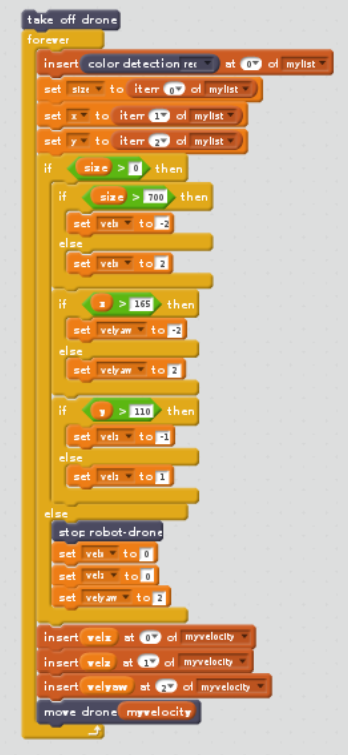 take off drone
forever
insert color detection rec at 0 of mylist
set size to item 0 of mylist
set x to item 1 of mylist
set y to item 2 of mylist
if size > 0 then
if size > 700 then
set velx to -2
else
set velx to 2
if x > 165 then
set velyaw to -2
else
set velyaw to 2
if y > 110 then
set velz to -1
else
set velz to 1
else
stop robot-drone
set velx to 0
set velz to 0
set velyaw to 2
insert velx at 0 of myvelocity
insert velz at 1 of myvelocity
insert velyaw at 2 of myvelocity
move drone myvelocity